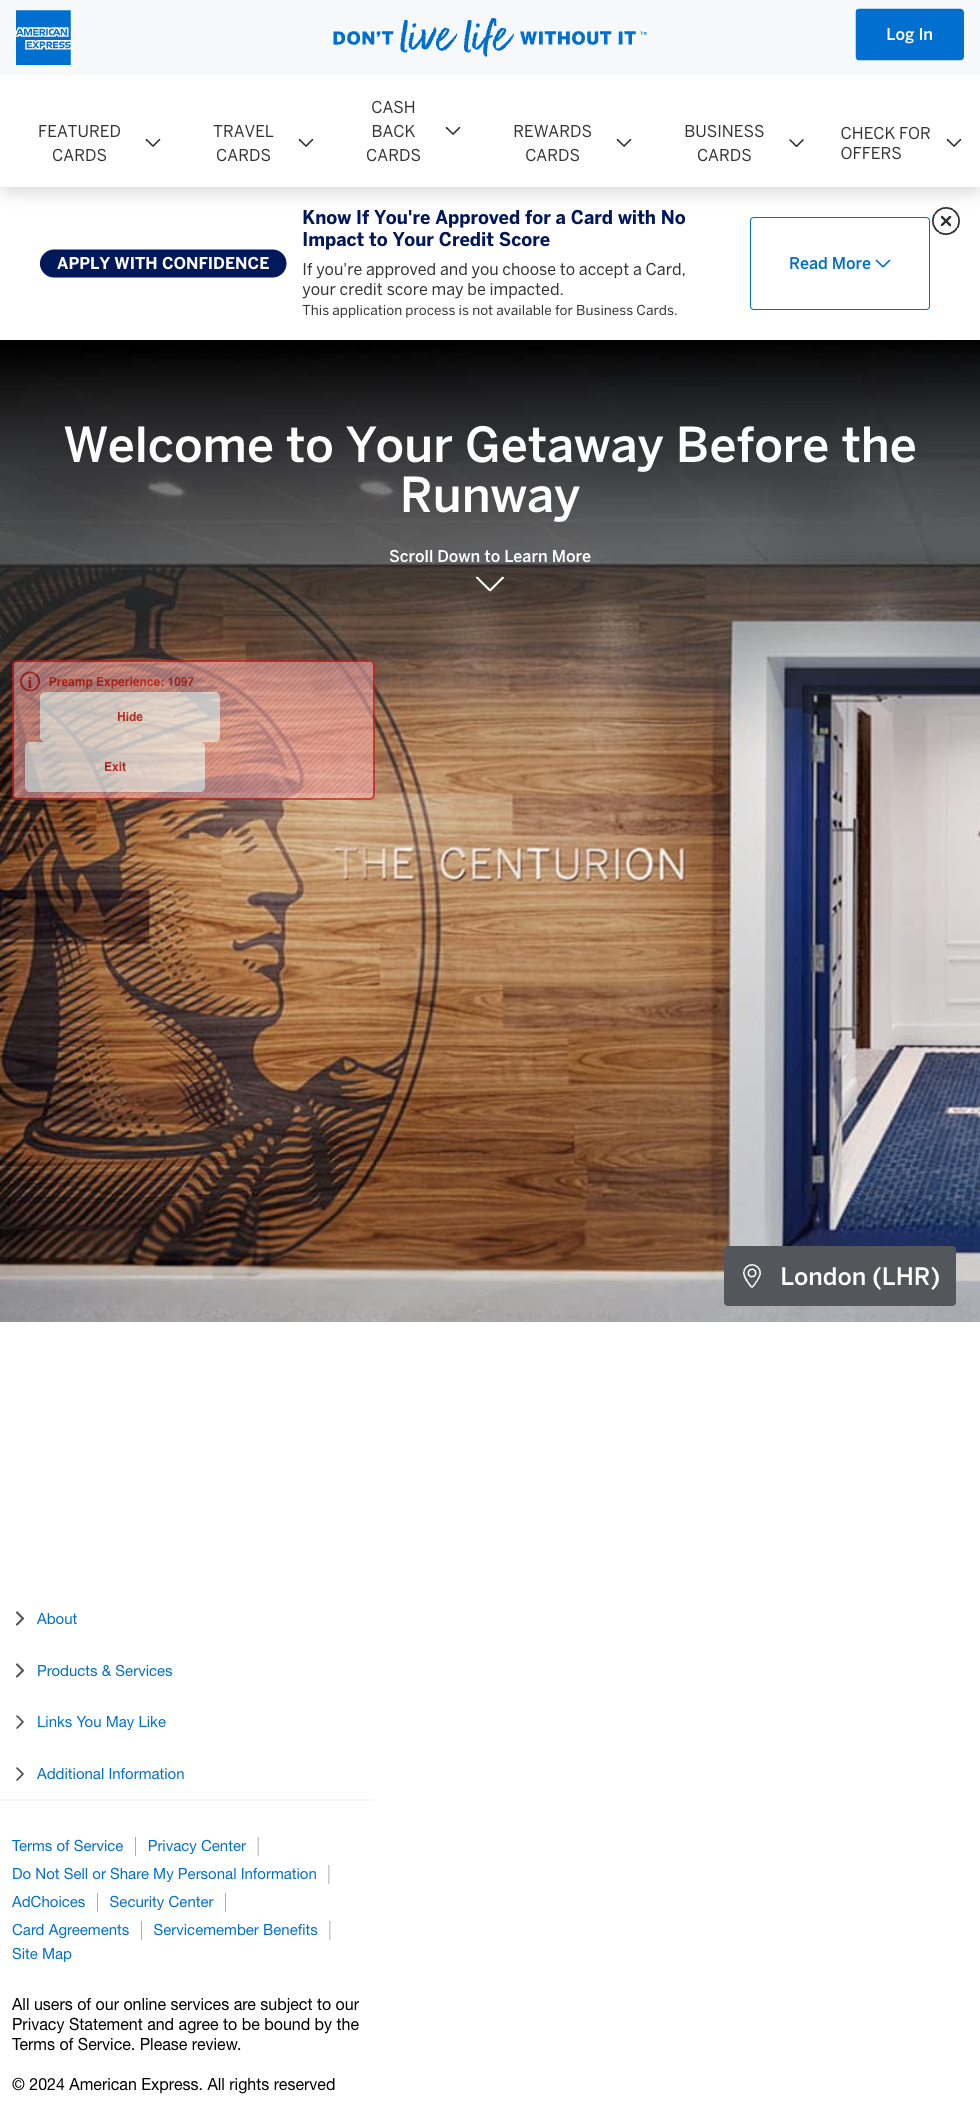 AMERICAN
EXPRESS
DON'T live life WITHOUT IT™
Log In
FEATURED
CARDS
TRAVEL
CARDS
CASH
BACK
CARDS
REWARDS
CARDS
BUSINESS
CARDS
CHECK FOR
OFFERS
APPLY WITH CONFIDENCE
Know If You're Approved for a Card with No
Impact to Your Credit Score
If you're approved and you choose to accept a Card,
your credit score may be impacted.
This application process is not available for Business Cards.
Read More
Welcome to Your Getaway Before the
Runway
Scroll Down to Learn More
Preamp Experience: 1097
Hide
Exit
THE CENTURION
London (LHR)
About
Products & Services
Links You May Like
Additional Information
Terms of Service
Privacy Center
Do Not Sell or Share My Personal Information
AdChoices
Security Center
Card Agreements
Servicemember Benefits
Site Map
All users of our online services are subject to our
Privacy Statement and agree to be bound by the
Terms of Service. Please review.
© 2024 American Express. All rights reserved